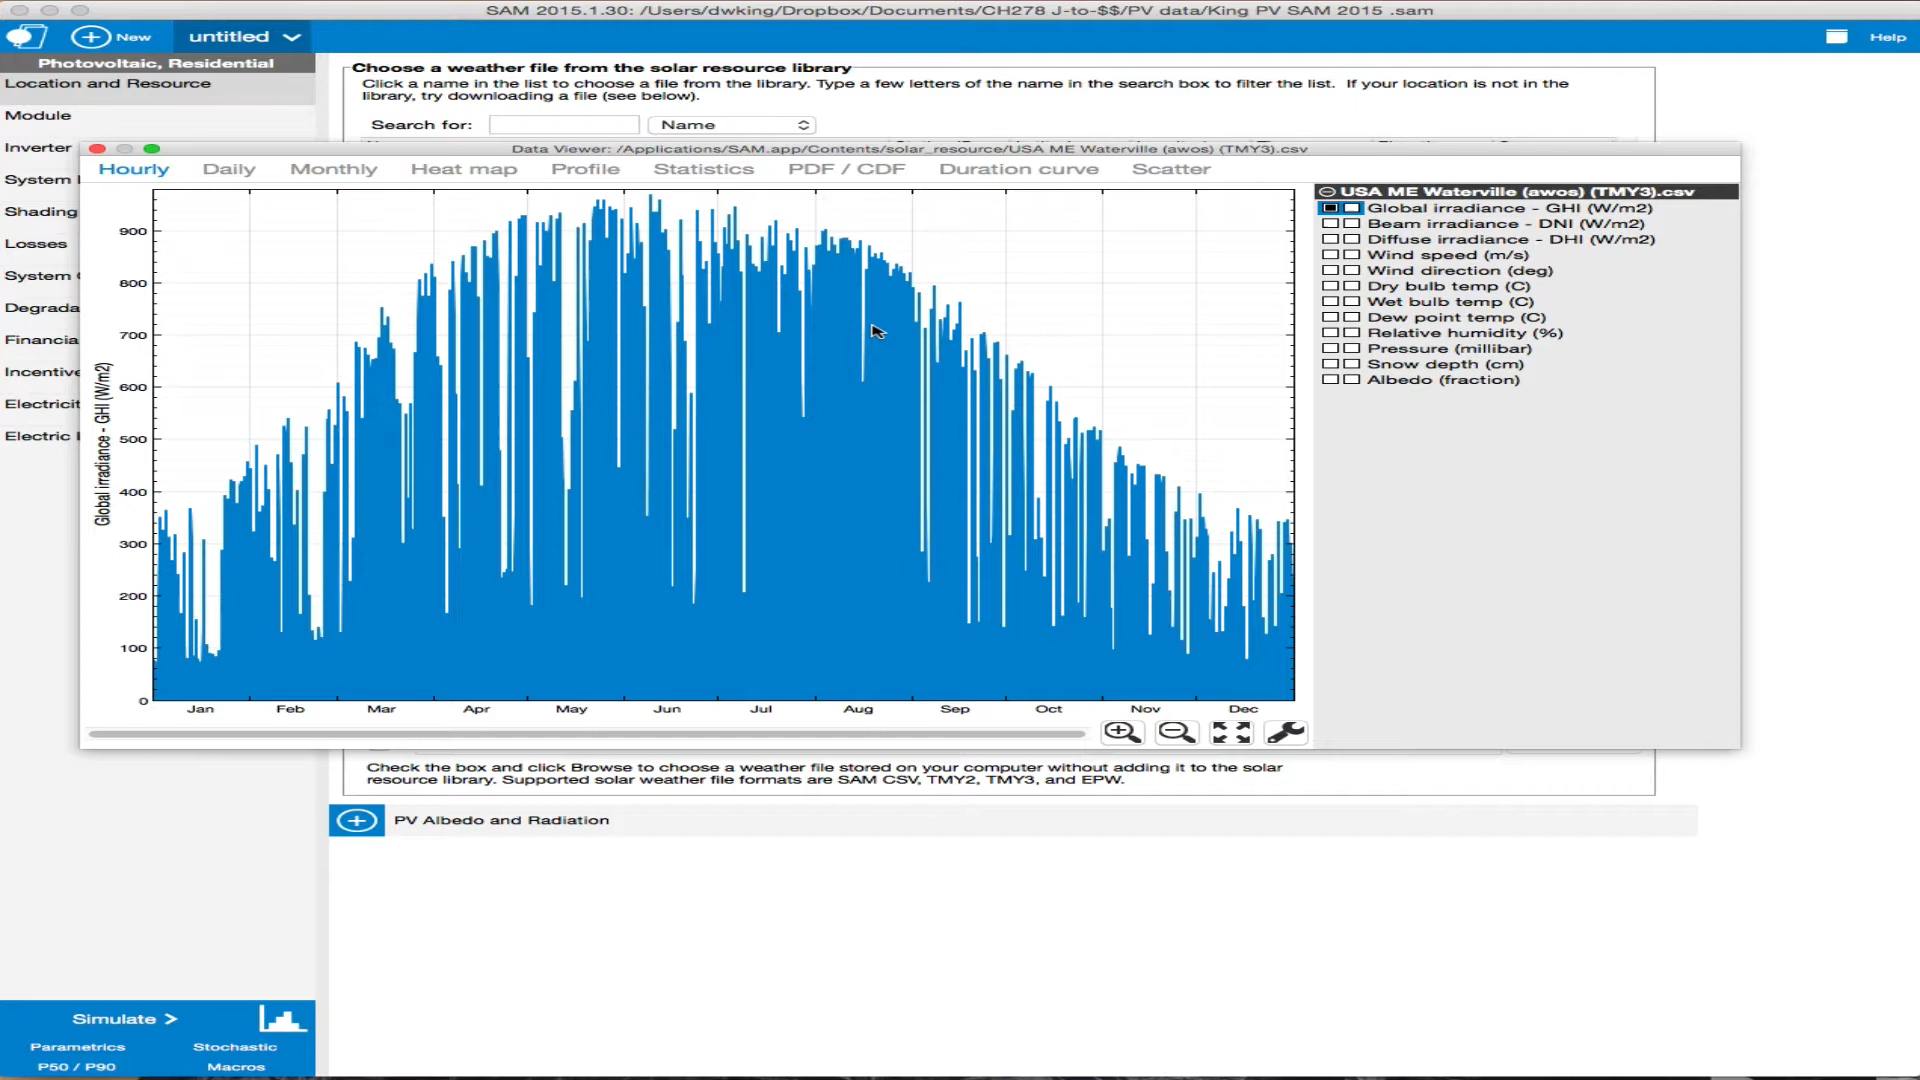 SAM 2015.1.30: /Users/dwking/Dropbox/Documents/CH278 J-to-$$/PV data/King PV SAM 2015 .sam
New
untitled
Help
Photovoltaic, Residential
Location and Resource
Module
Inverter
System
Shading
Losses
System
Degrada
Financia
Incentive
Electricit
Electric
Choose a weather file from the solar resource library
Click a name in the list to choose a file from the library. Type a few letters of the name in the search box to filter the list. If your location is not in the
library, try downloading a file (see below).
Search for:
Name
Data Viewer: /Applications/SAM.app/Contents/solar_resource/USA ME Waterville (awos) (TMY3).csv
Hourly
Daily
Monthly
Heat map
Profile
Statistics
PDF / CDF
Duration curve
Scatter
Global irradiance - GHI (W/m2)
900
800
700
600
500
400
300
200
100
0
Jan
Feb
Mar
Apr
May
Jun
Jul
Aug
Sep
Oct
Nov
Dec
USA ME Waterville (awos) (TMY3).csv
Global irradiance - GHI (W/m2)
Beam irradiance - DNI (W/m2)
Diffuse irradiance - DHI (W/m2)
Wind speed (m/s)
Wind direction (deg)
Dry bulb temp (C)
Wet bulb temp (C)
Dew point temp (C)
Relative humidity (%)
Pressure (millibar)
Snow depth (cm)
Albedo (fraction)
Check the box and click Browse to choose a weather file stored on your computer without adding it to the solar
resource library. Supported solar weather file formats are SAM CSV, TMY2, TMY3, and EPW.
PV Albedo and Radiation
Simulate >
Parametrics
Stochastic
P50 / P90
Macros